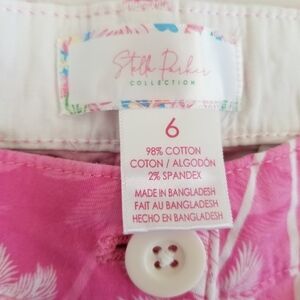 Stella Parker
COLLECTION
6
98% COTTON
COTON / ALGODÓN
2% SPANDEX
MADE IN BANGLADESH
FAIT AU BANGLADESH
HECHO EN BANGLADESH